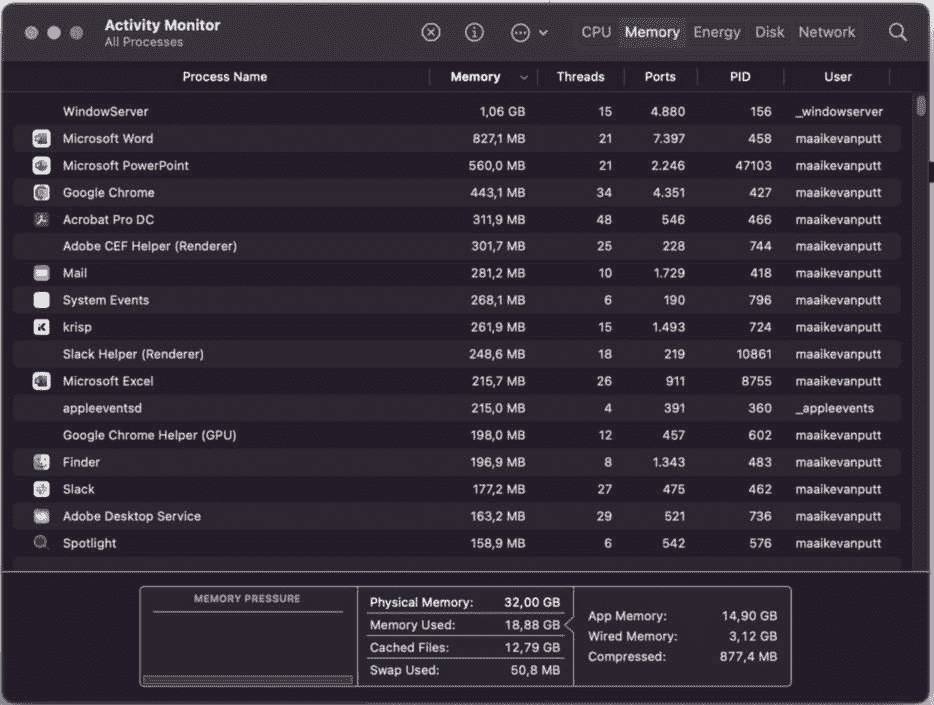 Activity Monitor
All Processes
CPU Memory Energy Disk Network
Process Name Memory Threads Ports PID User
WindowServer 1,06 GB 15 4.880 156 _windowserver
Microsoft Word 827,1 MB 21 7.397 458 maaikevanputt
Microsoft PowerPoint 560,0 MB 21 2.246 47103 maaikevanputt
Google Chrome 443,1 MB 34 4.351 427 maaikevanputt
Acrobat Pro DC 311,9 MB 48 546 466 maaikevanputt
Adobe CEF Helper (Renderer) 301,7 MB 25 228 744 maaikevanputt
Mail 281,2 MB 10 1.729 418 maaikevanputt
System Events 268,1 MB 6 190 796 maaikevanputt
krisp 261,9 MB 15 1.493 724 maaikevanputt
Slack Helper (Renderer) 248,6 MB 18 219 10861 maaikevanputt
Microsoft Excel 215,7 MB 26 911 8755 maaikevanputt
appleeventsd 215,0 MB 4 391 360 _appleevents
Google Chrome Helper (GPU) 198,0 MB 12 457 602 maaikevanputt
Finder 196,9 MB 8 1.343 483 maaikevanputt
Slack 177,2 MB 27 475 462 maaikevanputt
Adobe Desktop Service 163,2 MB 29 521 736 maaikevanputt
Spotlight 158,9 MB 6 542 576 maaikevanputt
MEMORY PRESSURE
Physical Memory: 32,00 GB
Memory Used: 18,88 GB
Cached Files: 12,79 GB
Swap Used: 50,8 MB
App Memory: 14,90 GB
Wired Memory: 3,12 GB
Compressed: 877,4 MB